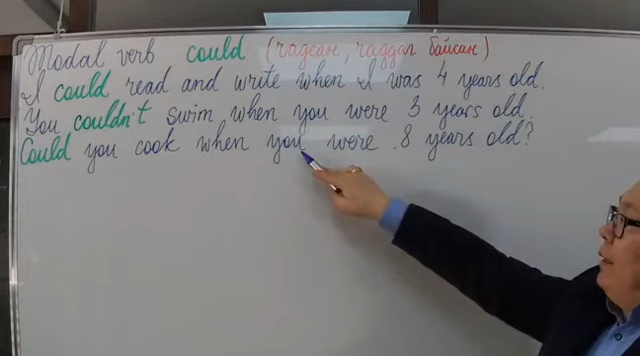 Modal verb could (чадсан, чаддаг байсан)
I could read and write when I was 4 years old.
You couldn't swim when you were 3 years old.
Could you cook when you were 8 years old?